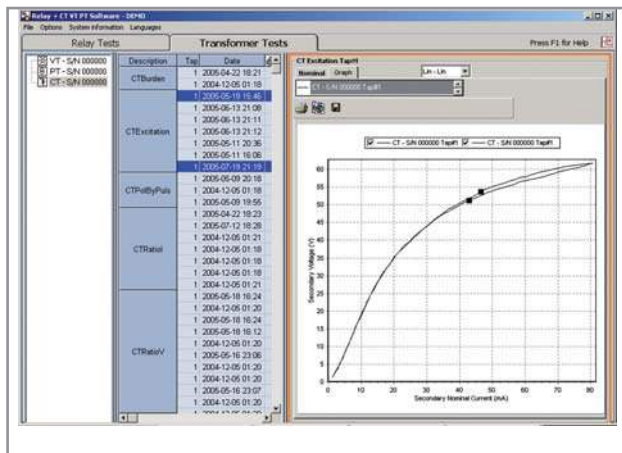 Relay + CT VT PT Software - DEMO
File Options System information Languages
Relay Tests
Transformer Tests
Press F1 for Help
VT - S/N 000000
PT - S/N 000000
CT - S/N 000000
Description Tap Date
CTBurden
1 2005-04-22 18:21
1 2004-12-05 01:18
CTExcitation
1 2005-05-19 15:46
1 2005-06-13 21:08
1 2005-06-13 21:11
1 2005-06-13 21:12
1 2005-05-11 20:36
1 2005-05-11 16:06
1 2005-07-19 21:19
CTPolByPuls
1 2005-05-09 20:18
1 2004-12-05 01:18
1 2005-05-09 19:55
CTRatioI
1 2005-04-22 18:23
1 2005-07-12 18:28
1 2004-12-05 01:21
1 2004-12-05 01:18
1 2004-12-05 01:18
1 2004-12-05 01:18
1 2004-12-05 01:21
CTRatioV
1 2005-05-18 16:24
1 2004-12-05 01:20
1 2005-05-18 16:24
1 2005-05-18 16:12
1 2004-12-05 01:20
1 2005-05-16 23:06
1 2004-12-05 01:20
1 2004-12-05 01:20
1 2005-05-16 23:07
1 2004-12-05 01:20
1 2004-12-05 01:20
CT Excitation Tap#1
Nominal Graph Lin - Lin
CT - S/N 000000 Tap#1
CT - S/N 000000 Tap#1 CT - S/N 000000 Tap#1
Secondary Voltage (V)
60
55
50
45
40
35
30
25
20
15
10
5
0
0 10 20 30 40 50 60 70 80
Secondary Nominal Current (mA)